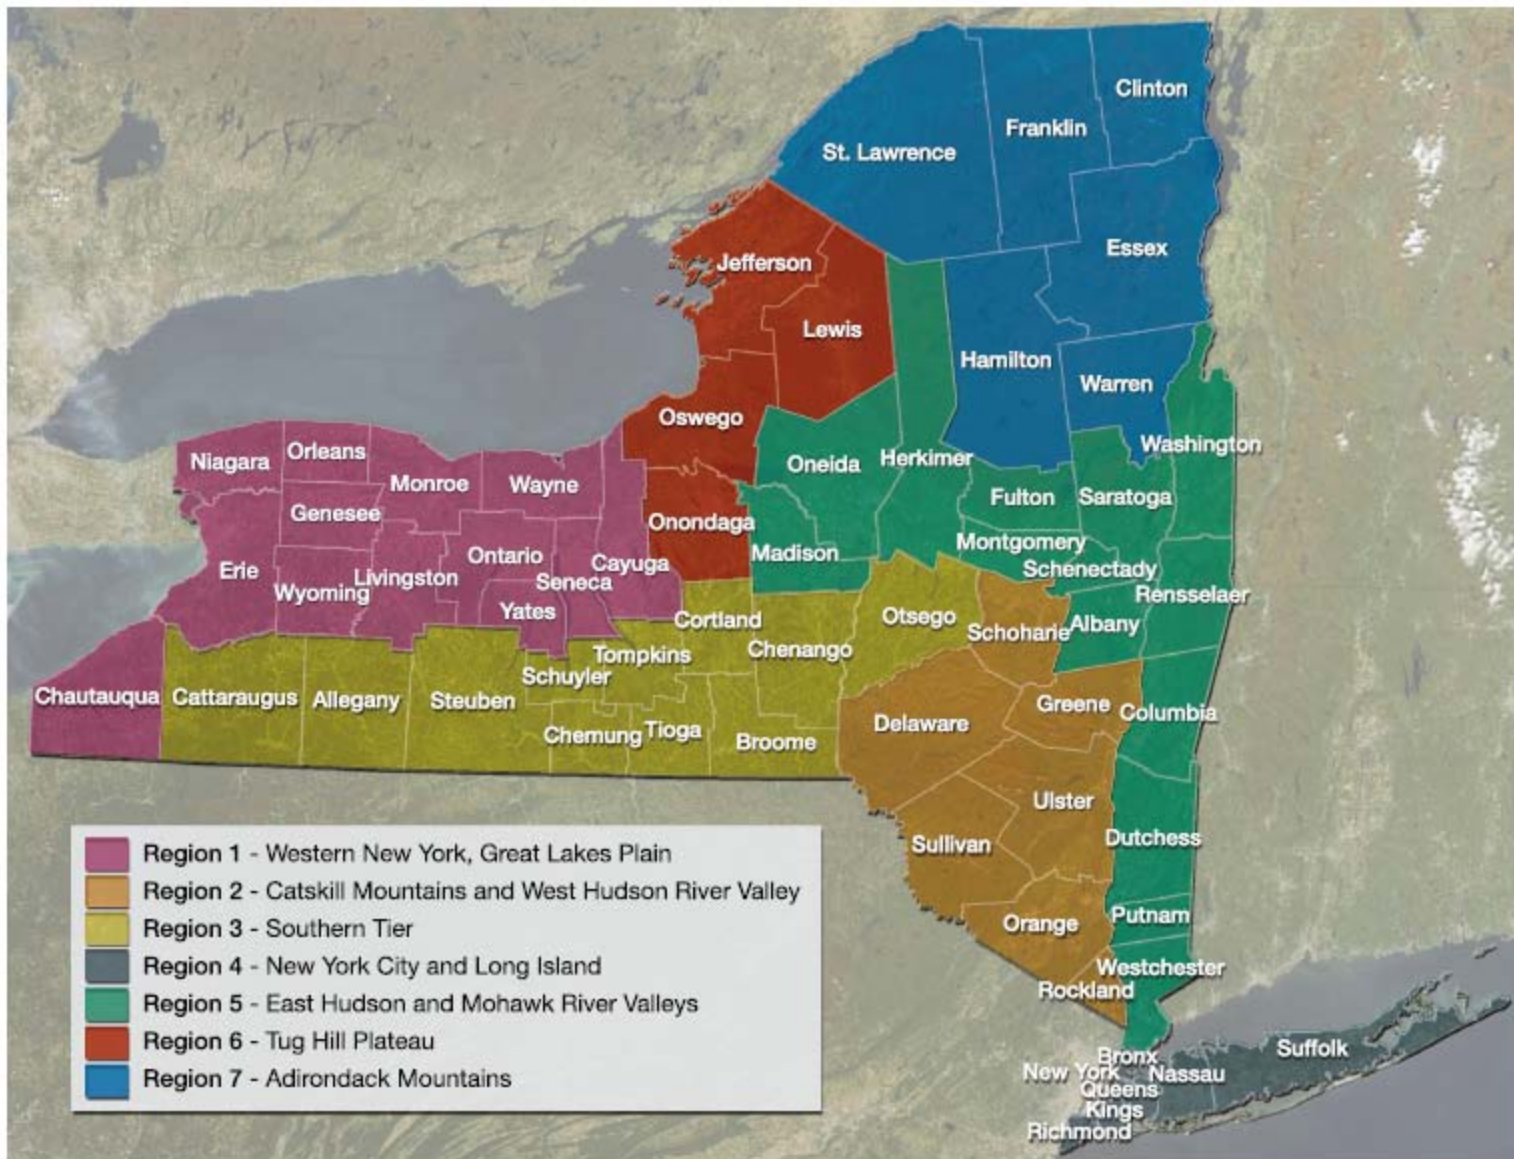 Clinton
Franklin
St. Lawrence
Essex
Jefferson
Lewis
Hamilton
Warren
Oswego
Washington
Niagara
Orleans
Oneida
Herkimer
Monroe
Wayne
Fulton
Saratoga
Genesee
Onondaga
Madison
Montgomery
Erie
Wyoming
Livingston
Ontario
Seneca
Cayuga
Schenectady
Rensselaer
Yates
Cortland
Otsego
Schoharie
Albany
Chenango
Tompkins
Schuyler
Chautauqua
Cattaraugus
Allegany
Steuben
Chemung
Tioga
Broome
Delaware
Greene
Columbia
Ulster
Sullivan
Dutchess
Orange
Putnam
Westchester
Rockland
Bronx
New York
Nassau
Suffolk
Queens
Kings
Richmond
Region 1 - Western New York, Great Lakes Plain
Region 2 - Catskill Mountains and West Hudson River Valley
Region 3 - Southern Tier
Region 4 - New York City and Long Island
Region 5 - East Hudson and Mohawk River Valleys
Region 6 - Tug Hill Plateau
Region 7 - Adirondack Mountains